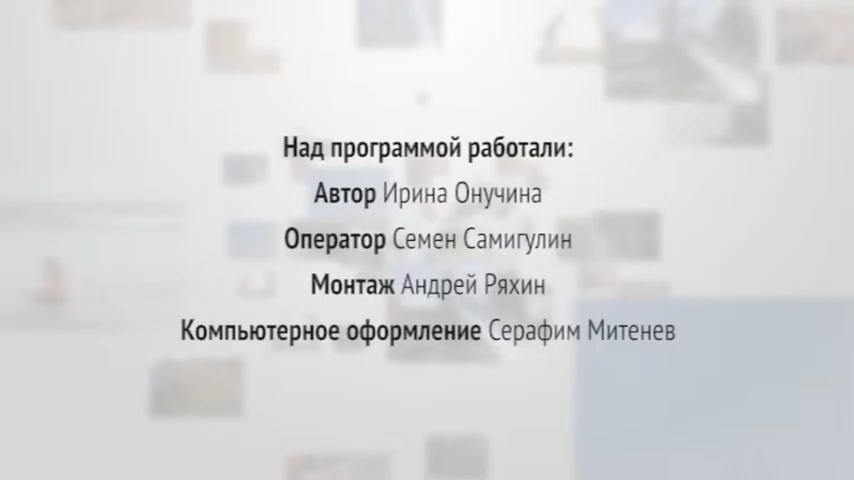 Над программой работали:
Автор Ирина Онучина
Оператор Семен Самигулин
Монтаж Андрей Ряхин
Компьютерное оформление Серафим Митенев